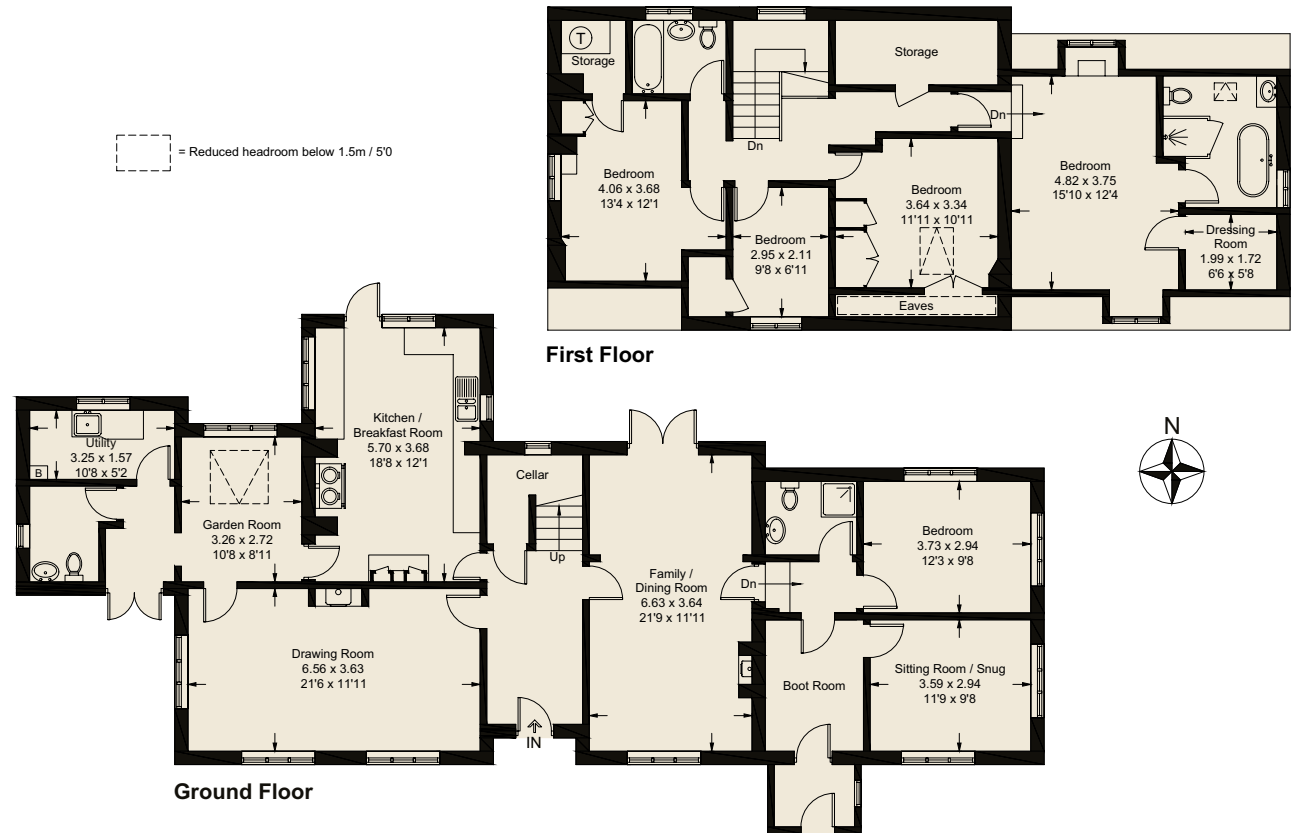 T
Storage
Storage
= Reduced headroom below 1.5m / 5'0
Dn
Dn
Bedroom
4.06 x 3.68
13'4 x 12'1
Bedroom
2.95 x 2.11
9'8 x 6'11
Bedroom
3.64 x 3.34
11'11 x 10'11
Bedroom
4.82 x 3.75
15'10 x 12'4
Dressing
Room
1.99 x 1.72
6'6 x 5'8
Eaves
First Floor
Utility
3.25 x 1.57
10'8 x 5'2
B
Kitchen /
Breakfast Room
5.70 x 3.68
18'8 x 12'1
Garden Room
3.26 x 2.72
10'8 x 8'11
Cellar
Up
Family /
Dining Room
6.63 x 3.64
21'9 x 11'11
Dn
Bedroom
3.73 x 2.94
12'3 x 9'8
N
Drawing Room
6.56 x 3.63
21'6 x 11'11
Boot Room
Sitting Room / Snug
3.59 x 2.94
11'9 x 9'8
IN
Ground Floor